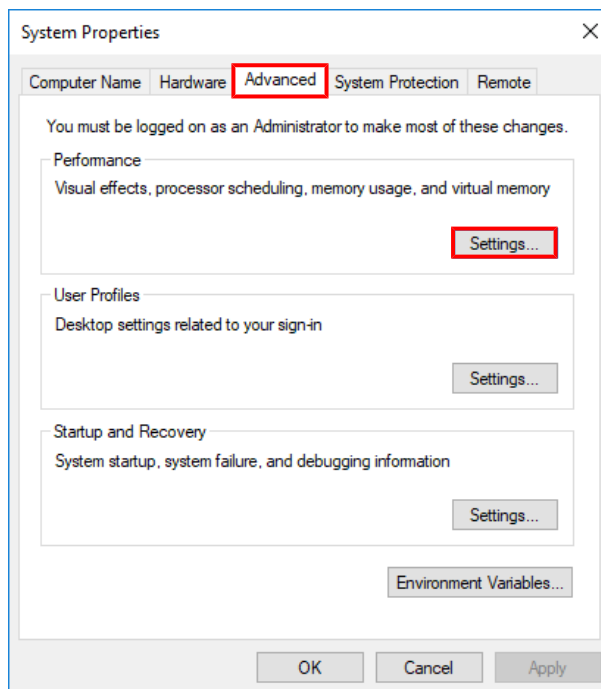 System Properties
Computer Name Hardware Advanced System Protection Remote
You must be logged on as an Administrator to make most of these changes.
Performance
Visual effects, processor scheduling, memory usage, and virtual memory
Settings...
User Profiles
Desktop settings related to your sign-in
Settings...
Startup and Recovery
System startup, system failure, and debugging information
Settings...
Environment Variables...
OK Cancel Apply